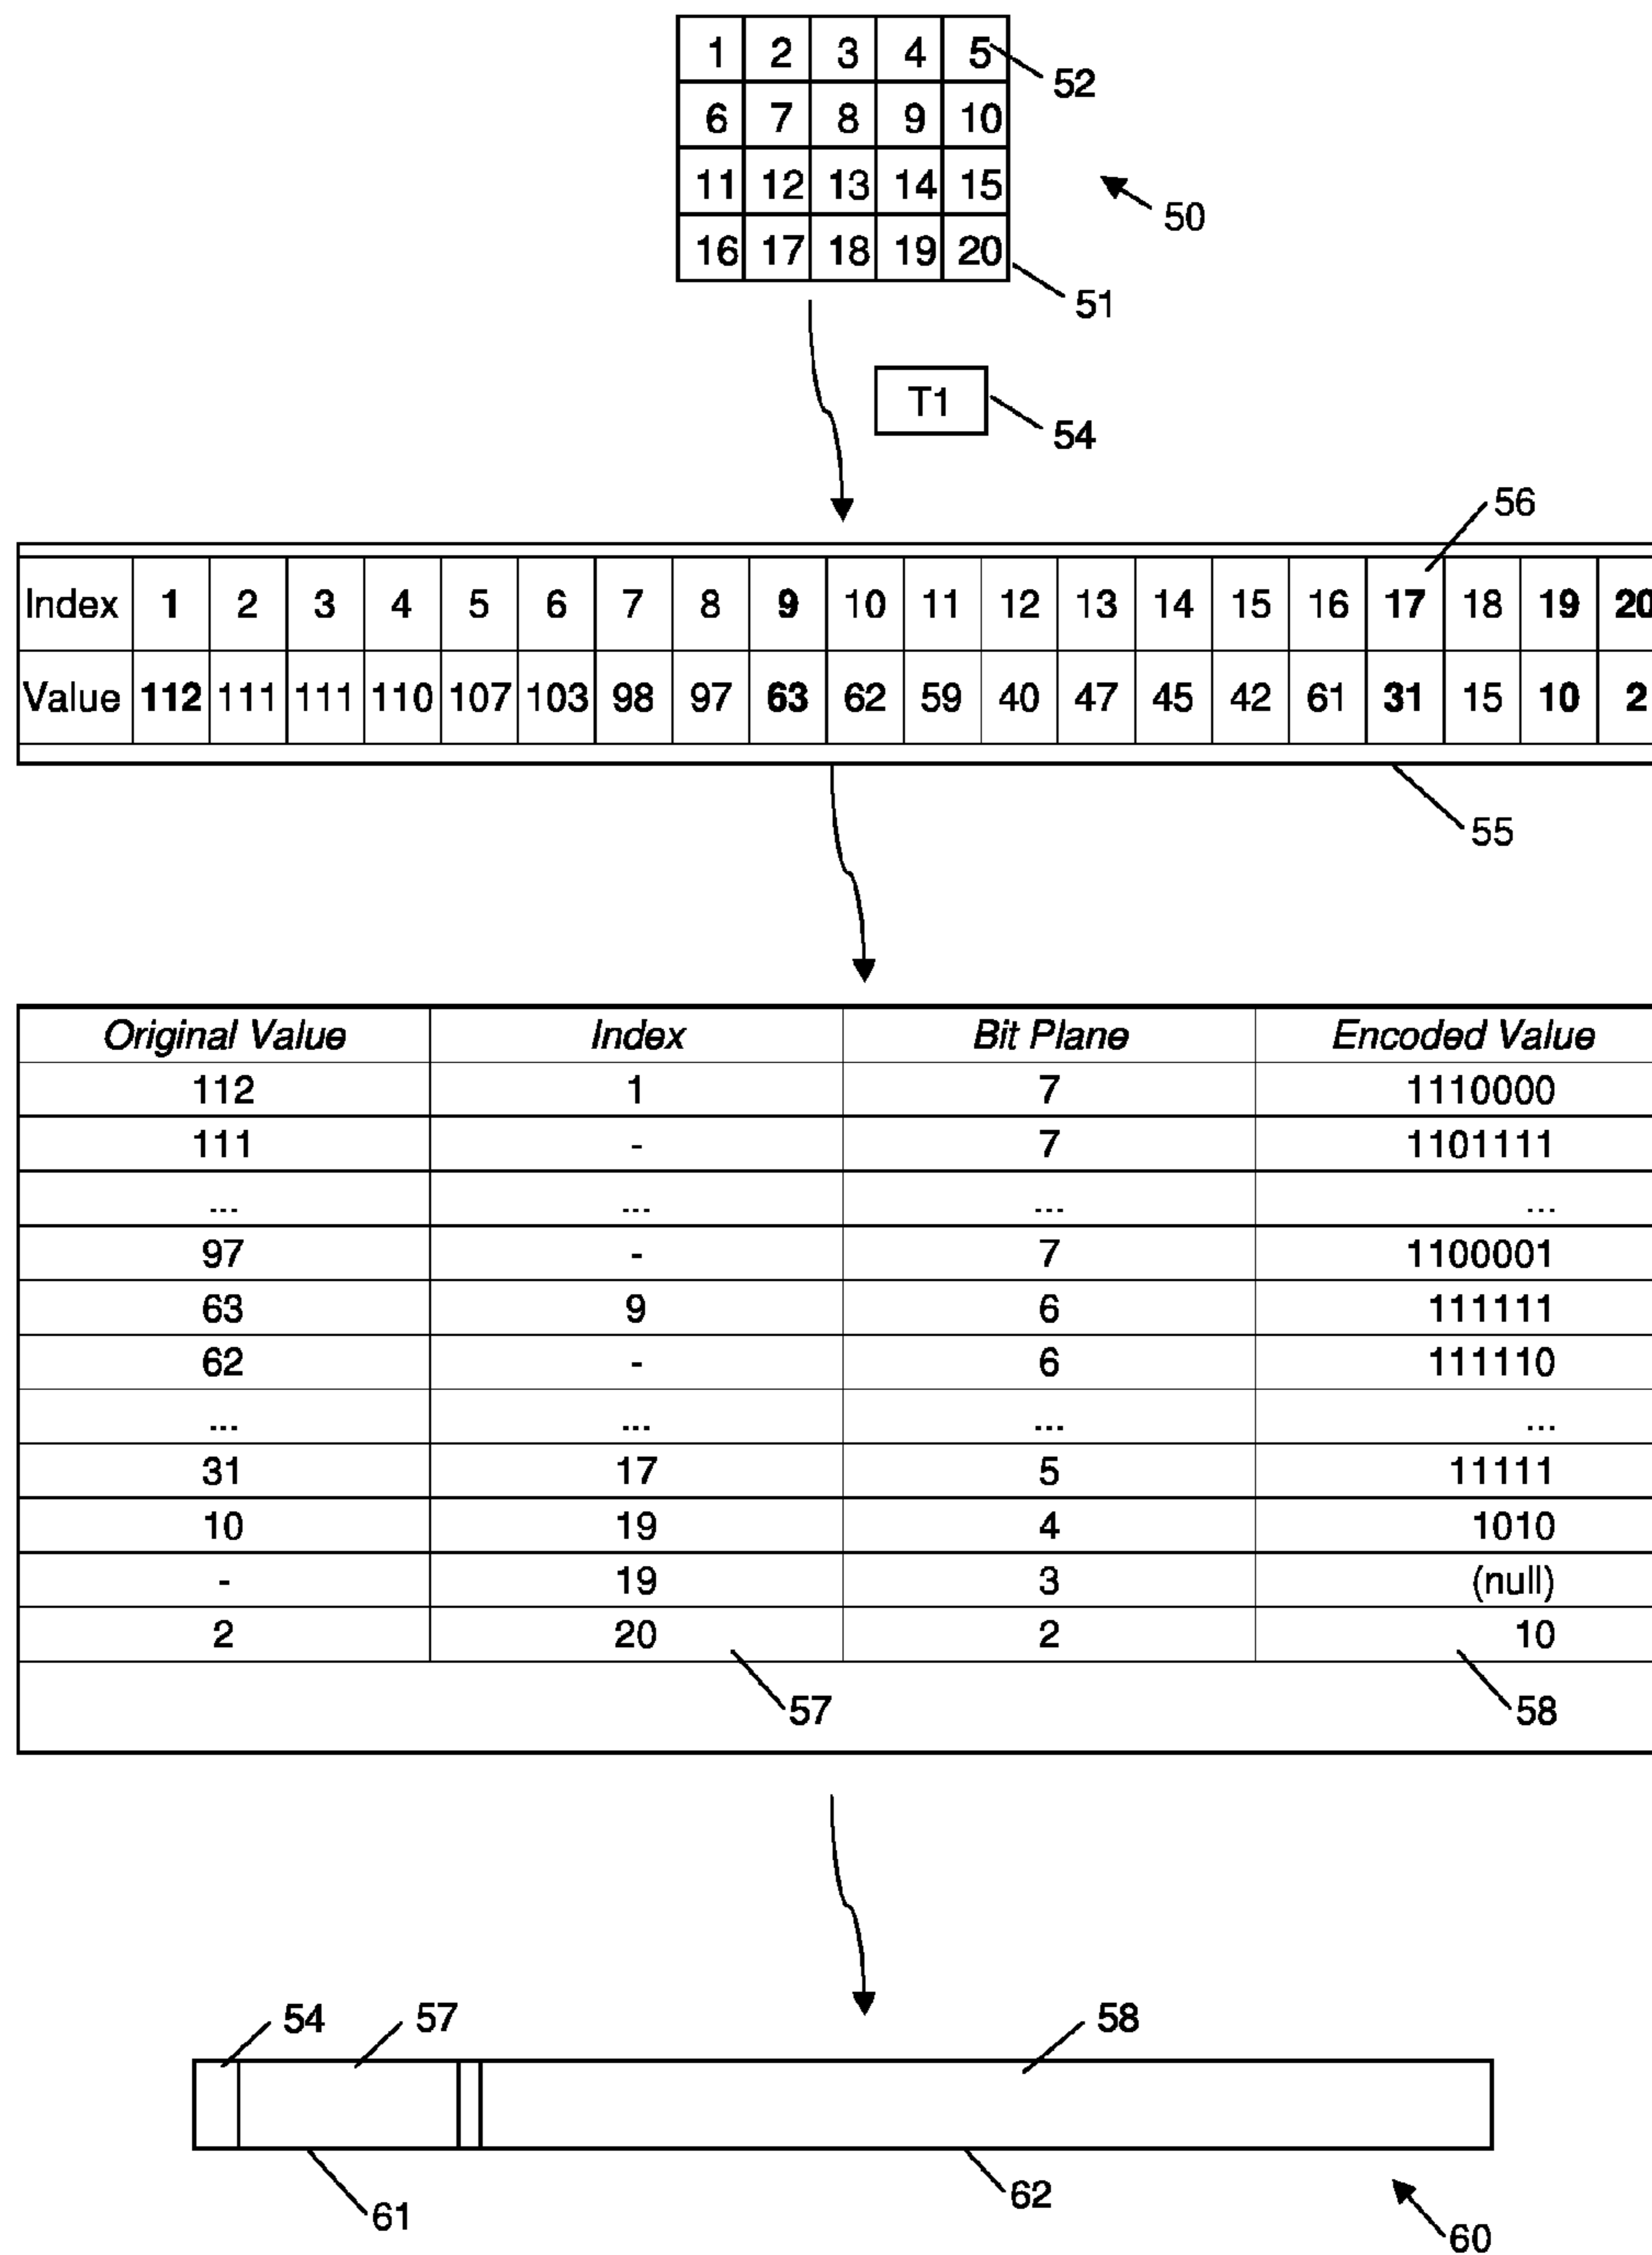 1 2 3 4 5
52
6 7 8 9 10
11 12 13 14 15
50
16 17 18 19 20
51
T1
54
56
Index 1 2 3 4 5 6 7 8 9 10 11 12 13 14 15 16 17 18 19 20
Value 112 111 111 110 107 103 98 97 63 62 59 40 47 45 42 61 31 15 10 2
55
Original Value Index Bit Plane Encoded Value
112 1 7 1110000
111 - 7 1101111
... ... ... ...
97 - 7 1100001
63 9 6 111111
62 - 6 111110
... ... ... ...
31 17 5 11111
10 19 4 1010
- 19 3 (null)
2 20 2 10
57 58
54 57 58
61 62
60